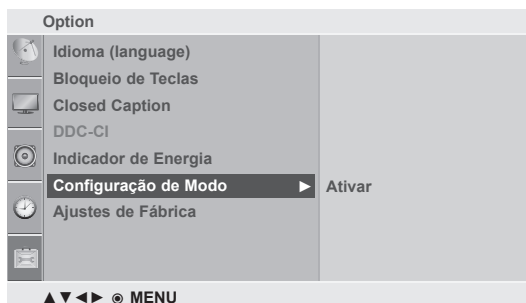 Option
Idioma (language)
Bloqueio de Teclas
Closed Caption
DDC-CI
Indicador de Energia
Configuração de Modo ► Ativar
Ajustes de Fábrica
▲▼◄► ◉ MENU